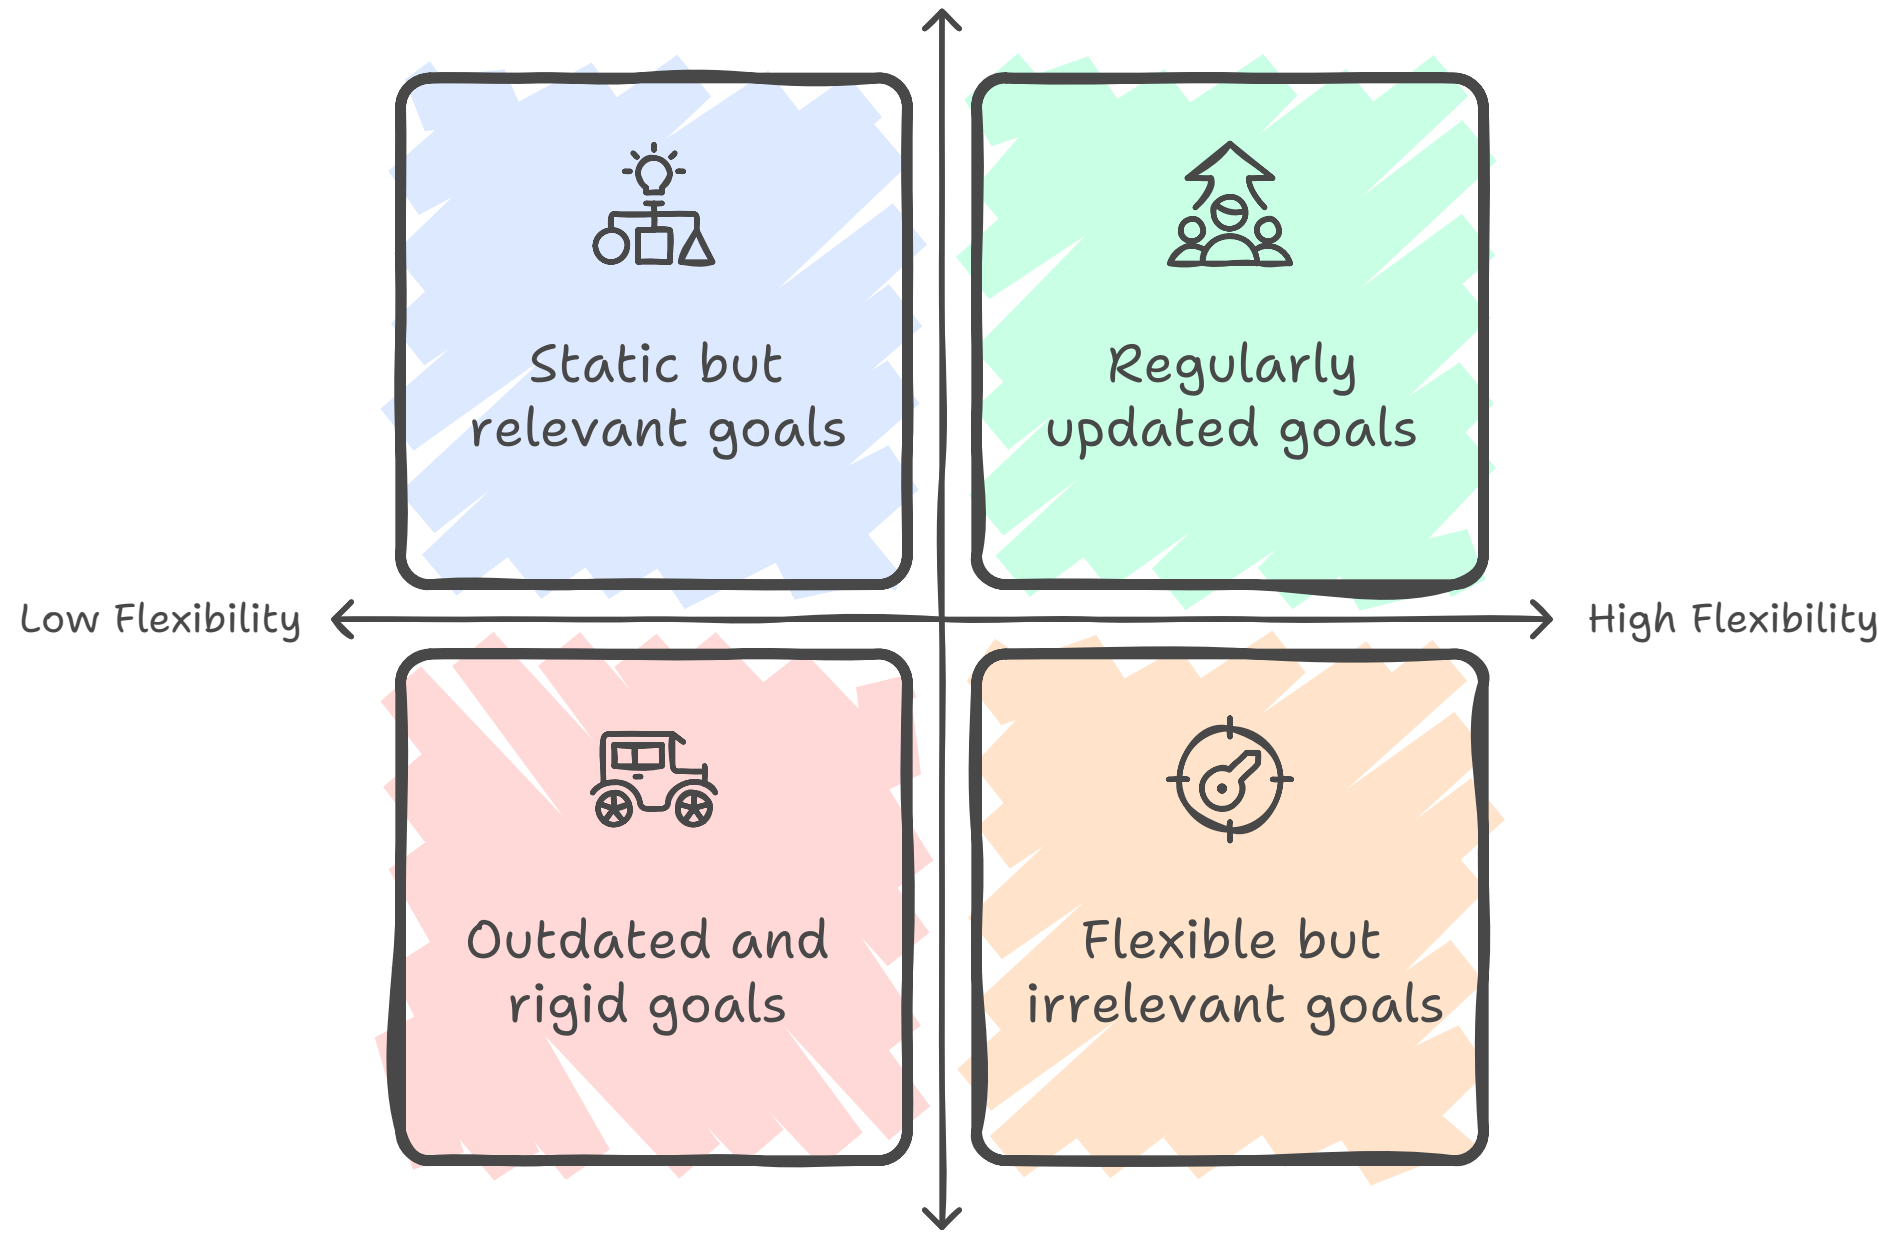 Static but
relevant goals
Regularly
updated goals
Low Flexibility
High Flexibility
Outdated and
rigid goals
Flexible but
irrelevant goals